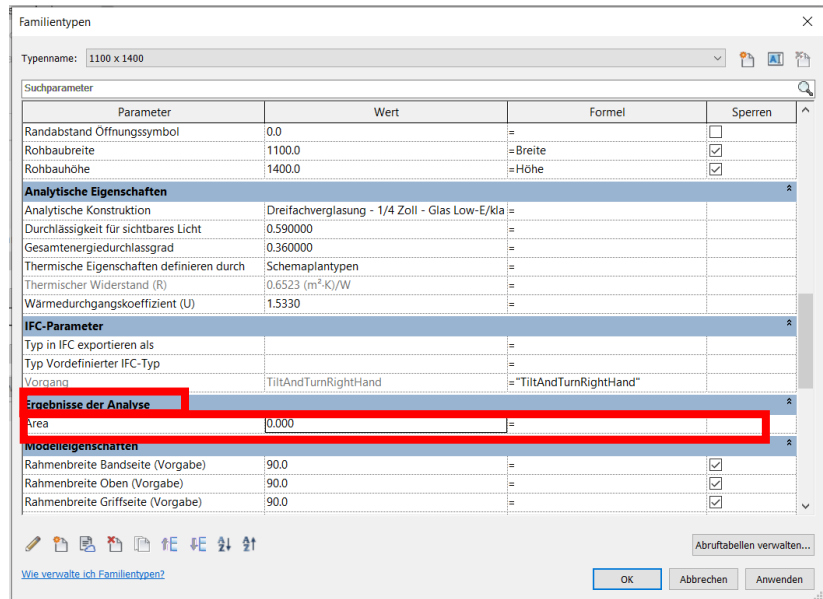 Familientypen
Typenname: 1100 x 1400
Suchparameter
Parameter Wert Formel Sperren
Randabstand Öffnungssymbol 0.0 =
Rohbaubreite 1100.0 =Breite
Rohbauhöhe 1400.0 =Höhe
Analytische Eigenschaften
Analytische Konstruktion Dreifachverglasung - 1/4 Zoll - Glas Low-E/kla =
Durchlässigkeit für sichtbares Licht 0.590000 =
Gesamtenergiedurchlassgrad 0.360000 =
Thermische Eigenschaften definieren durch Schemaplantypen =
Thermischer Widerstand (R) 0.6523 (m²·K)/W =
Wärmedurchgangskoeffizient (U) 1.5330 =
IFC-Parameter
Typ in IFC exportieren als =
Typ Vordefinierter IFC-Typ =
Vorgang TiltAndTurnRightHand ="TiltAndTurnRightHand"
Ergebnisse der Analyse
Area 0.000 =
Modelleigenschaften
Rahmenbreite Bandseite (Vorgabe) 90.0 =
Rahmenbreite Oben (Vorgabe) 90.0 =
Rahmenbreite Griffseite (Vorgabe) 90.0 =
Abruftabellen verwalten...
Wie verwalte ich Familientypen?
OK Abbrechen Anwenden